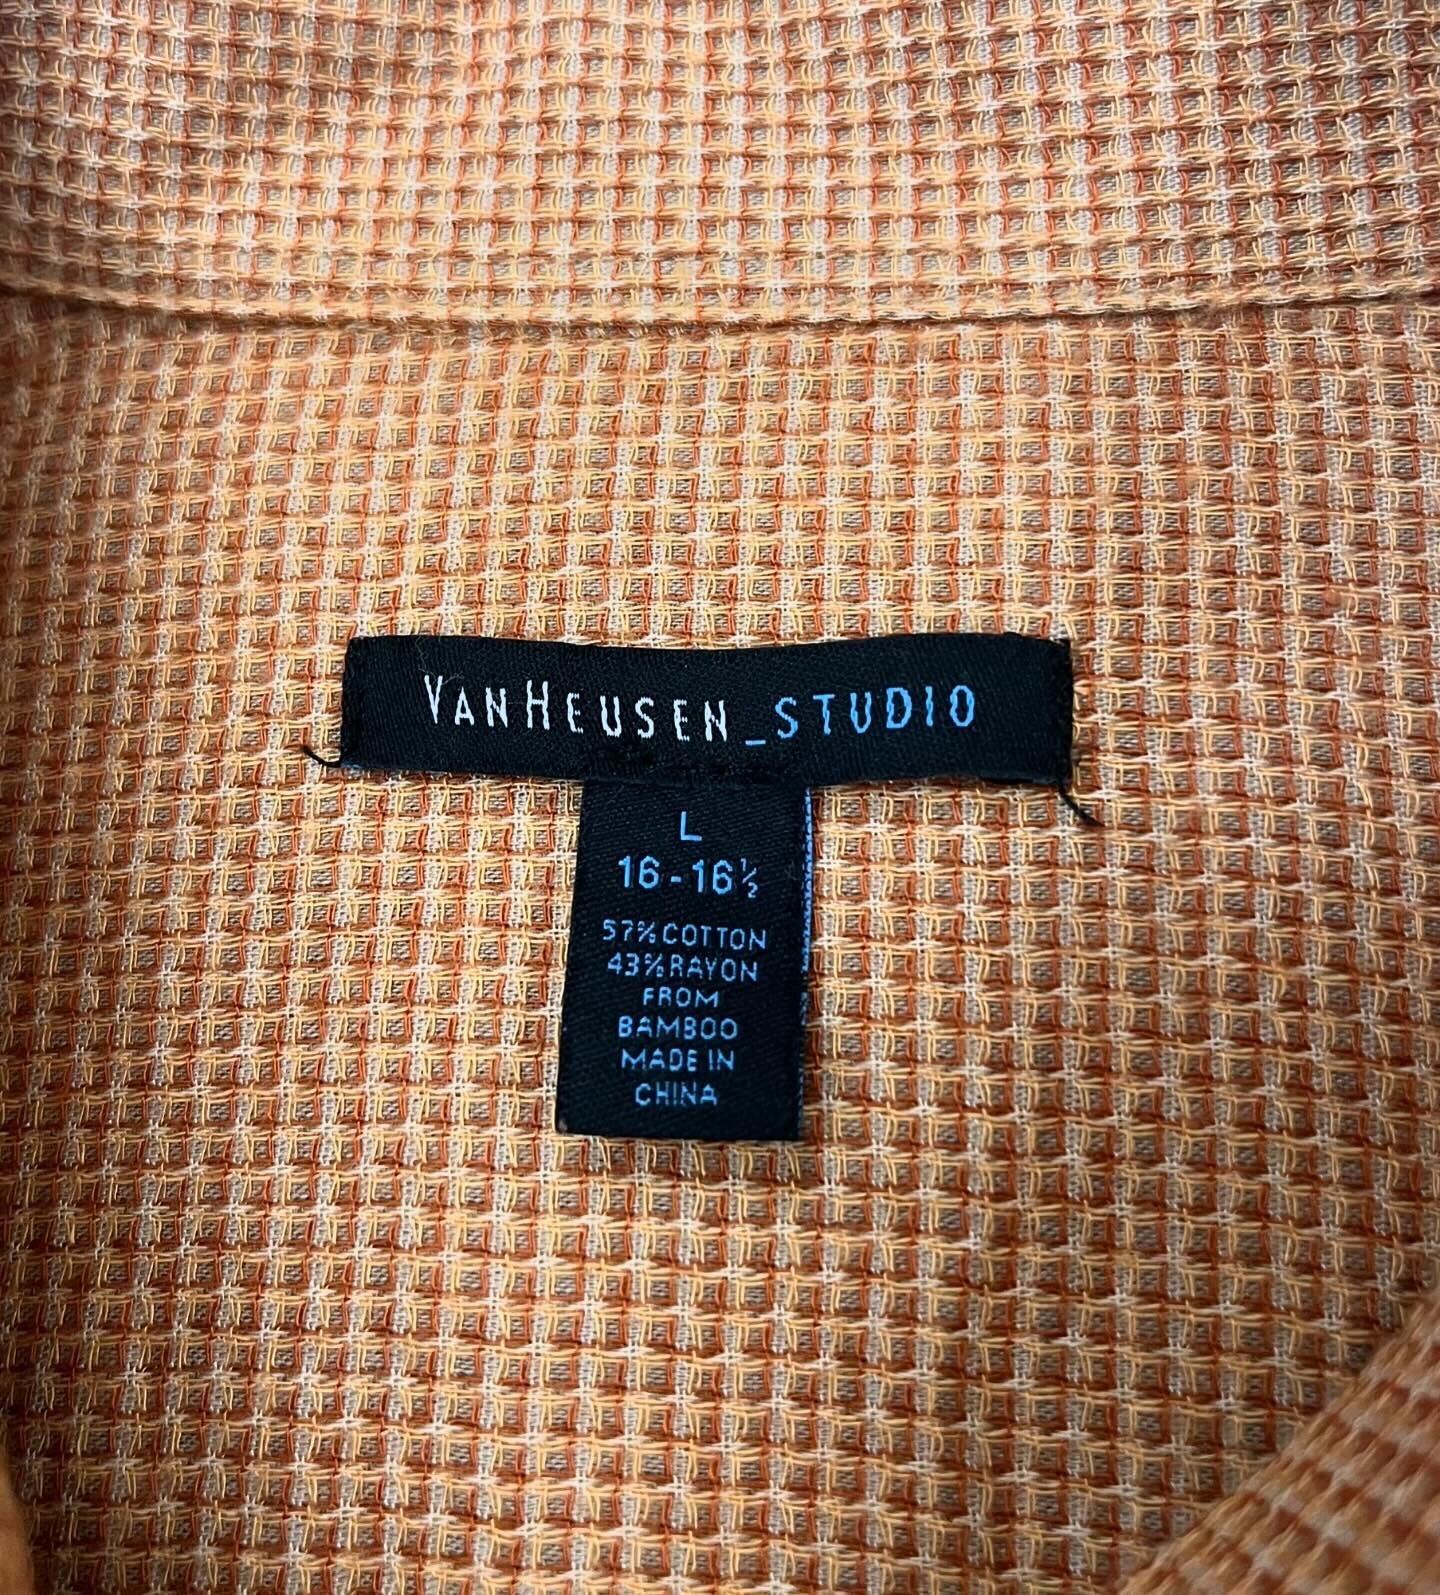 VANHEUSEN_STUDIO
L
16-16½
57% COTTON
43% RAYON
FROM
BAMBOO
MADE IN
CHINA